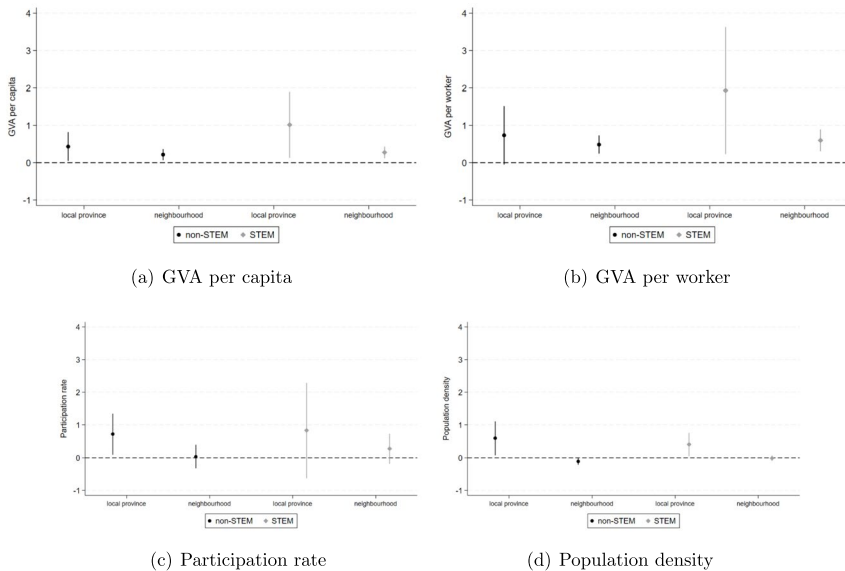 4
3
2
1
0
-1
GVA per capita
local province neighbourhood local province neighbourhood
non-STEM STEM
(a) GVA per capita
4
3
2
1
0
-1
GVA per worker
local province neighbourhood local province neighbourhood
non-STEM STEM
(b) GVA per worker
4
3
2
1
0
-1
Participation rate
local province neighbourhood local province neighbourhood
non-STEM STEM
(c) Participation rate
4
3
2
1
0
-1
Population density
local province neighbourhood local province neighbourhood
non-STEM STEM
(d) Population density